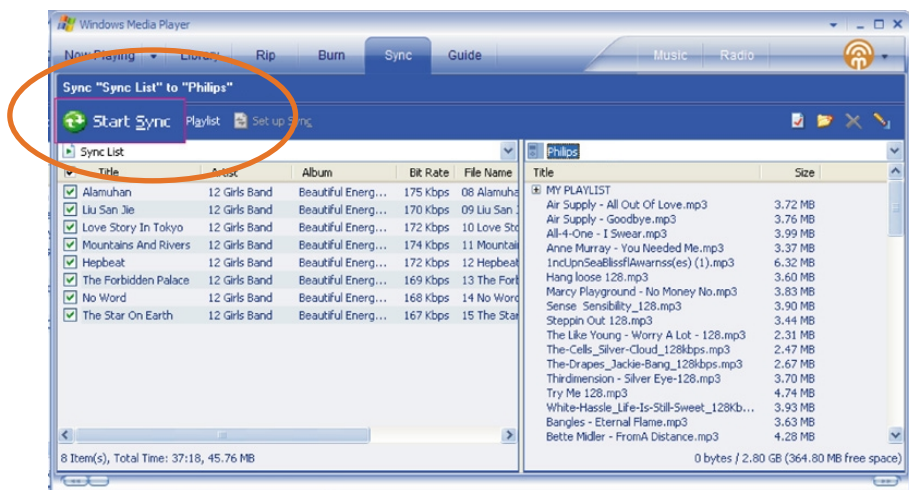 Windows Media Player
Now Playing Library Rip Burn Sync Guide Music Radio
Sync "Sync List" to "Philips"
Start Sync Playlist Set up Sync
Sync List
Philips
Title Artist Album Bit Rate File Name
Alamuhan 12 Girls Band Beautiful Energ... 175 Kbps 08 Alamuha
Liu San Jie 12 Girls Band Beautiful Energ... 170 Kbps 09 Liu San J
Love Story In Tokyo 12 Girls Band Beautiful Energ... 172 Kbps 10 Love Sto
Mountains And Rivers 12 Girls Band Beautiful Energ... 174 Kbps 11 Mountai
Hepbeat 12 Girls Band Beautiful Energ... 172 Kbps 12 Hepbeat
The Forbidden Palace 12 Girls Band Beautiful Energ... 169 Kbps 13 The Forb
No Word 12 Girls Band Beautiful Energ... 168 Kbps 14 No Word
The Star On Earth 12 Girls Band Beautiful Energ... 167 Kbps 15 The Star
8 Item(s), Total Time: 37:18, 45.76 MB
Title Size
MY PLAYLIST
Air Supply - All Out Of Love.mp3 3.72 MB
Air Supply - Goodbye.mp3 3.76 MB
All-4-One - I Swear.mp3 3.99 MB
Anne Murray - You Needed Me.mp3 3.37 MB
1ncUpnSeaBlissflAwarnss(es) (1).mp3 6.32 MB
Hang loose 128.mp3 3.60 MB
Marcy Playground - No Money No.mp3 3.83 MB
Sense Sensibility_128.mp3 3.90 MB
Steppin Out 128.mp3 3.44 MB
The Like Young - Worry A Lot - 128.mp3 2.31 MB
The-Cells_Silver-Cloud_128kbps.mp3 2.47 MB
The-Drapes_Jackie-Bang_128kbps.mp3 2.67 MB
Thirdimension - Silver Eye-128.mp3 3.70 MB
Try Me 128.mp3 4.74 MB
White-Hassle_Life-Is-Still-Sweet_128Kb... 3.93 MB
Bangles - Eternal Flame.mp3 3.63 MB
Bette Midler - FromA Distance.mp3 4.28 MB
0 bytes / 2.80 GB (364.80 MB free space)